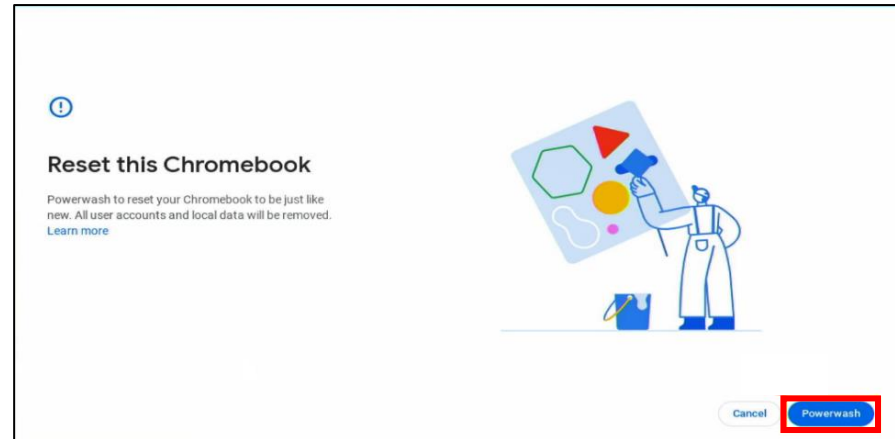 Reset this Chromebook
Powerwash to reset your Chromebook to be just like
new. All user accounts and local data will be removed.
Learn more
Cancel
Powerwash